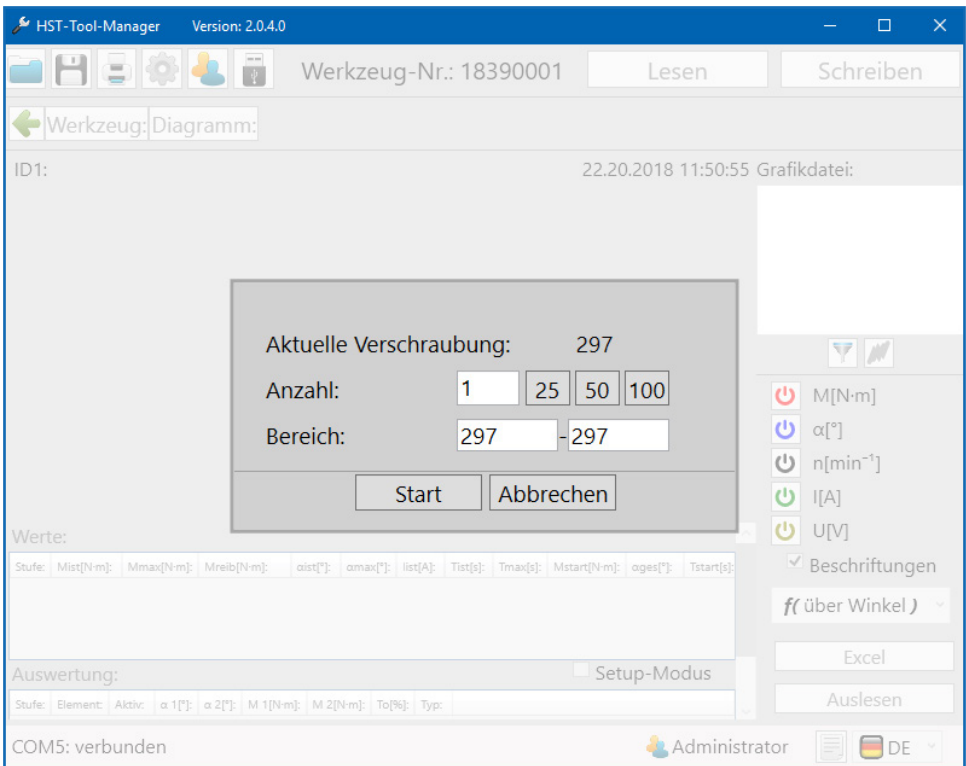 HST-Tool-Manager Version: 2.0.4.0
Werkzeug-Nr.: 18390001 Lesen Schreiben
Werkzeug: Diagramm:
ID1: 22.20.2018 11:50:55 Grafikdatei:
Aktuelle Verschraubung: 297
Anzahl: 1 25 50 100
Bereich: 297 -297
Start Abbrechen
M[N·m]
α[°]
n[min⁻¹]
I[A]
U[V]
Beschriftungen
f( über Winkel )
Excel
Auslesen
Werte:
Stufe: Mist[N·m]: Mmax[N·m]: Mreib[N·m]: αist[°]: αmax[°]: Iist[A]: Tist[s]: Tmax[s]: Mstart[N·m]: αges[°]: Tstart[s]:
Auswertung: Setup-Modus
Stufe: Element: Aktiv: α 1[°]: α 2[°]: M 1[N·m]: M 2[N·m]: To[%]: Typ:
COM5: verbunden Administrator DE